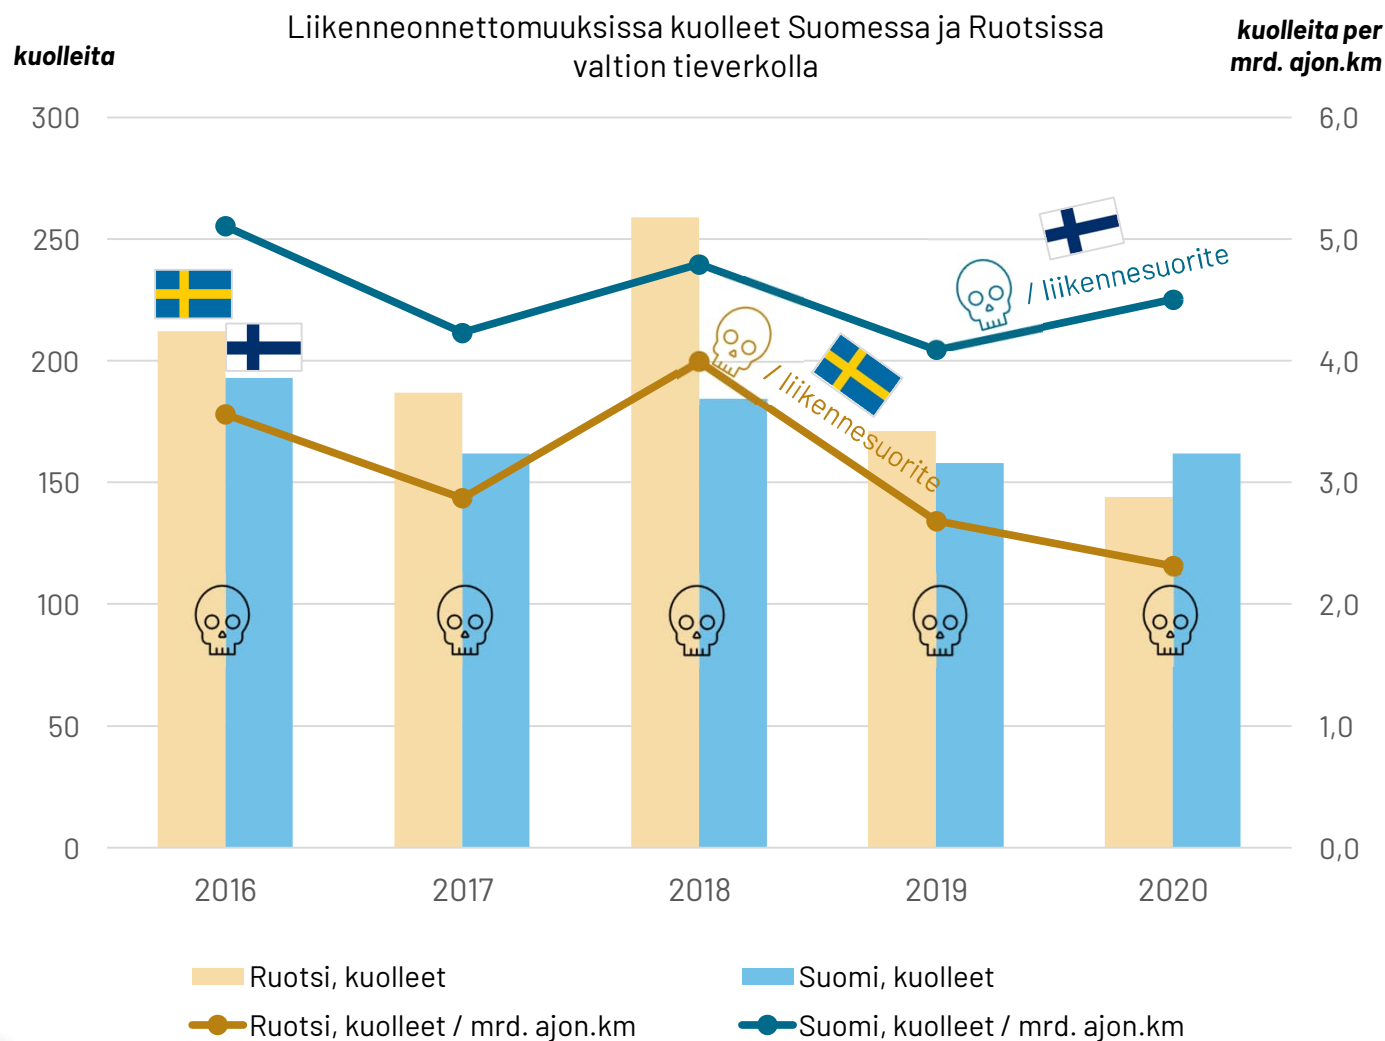 Liikenneonnettomuuksissa kuolleet Suomessa ja Ruotsissa
valtion tieverkolla
kuolleita
kuolleita per
mrd. ajon.km
300
250
200
150
100
50
0
6,0
5,0
4,0
3,0
2,0
1,0
0,0
/ liikennesuorite
/ liikennesuorite
2016
2017
2018
2019
2020
Ruotsi, kuolleet
Suomi, kuolleet
Ruotsi, kuolleet / mrd. ajon.km
Suomi, kuolleet / mrd. ajon.km